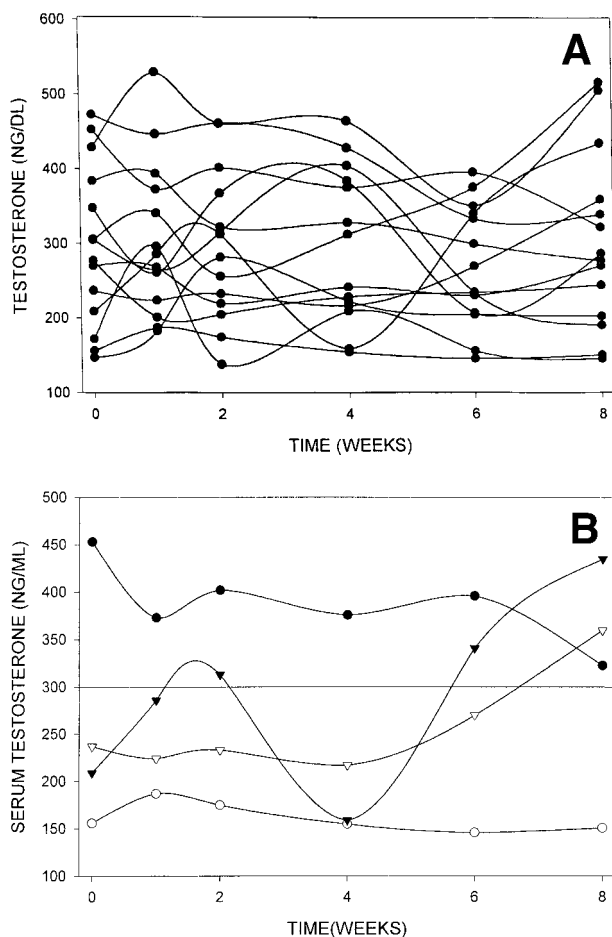 A
TESTOSTERONE (NG/DL)
600
500
400
300
200
100
0 1 2 4 6 8
TIME (WEEKS)
B
SERUM TESTOSTERONE (NG/ML)
500
450
400
350
300
250
200
150
100
0 2 4 6 8
TIME(WEEKS)